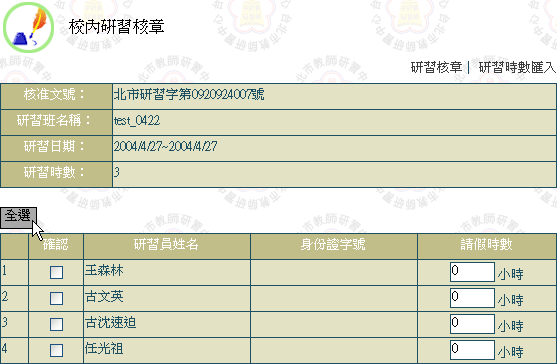 校內研習核章
研習核章| 研習時數匯入
核准文號： 北市研習字第0920924007號
研習班名稱： test_0422
研習日期： 2004/4/27~2004/4/27
研習時數： 3
全選
確認 研習員姓名 身份證字號 請假時數
1 王森林 0 小時
2 古文英 0 小時
3 古沈速迫 0 小時
4 任光祖 0 小時